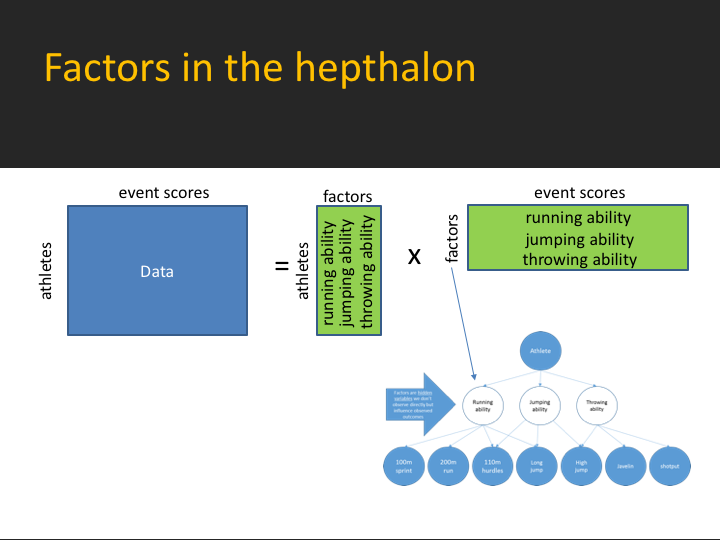 Factors in the hepthalon
event scores
athletes
Data
=
factors
athletes
running ability
jumping ability
throwing ability
x
event scores
factors
running ability
jumping ability
throwing ability
Athlete
Factors are hidden
variables we don't
observe directly but
influence observed
outcomes
Running
ability
Jumping
ability
Throwing
ability
100m
sprint
200m
run
110m
hurdles
Long
jump
High
jump
Javelin
shotput